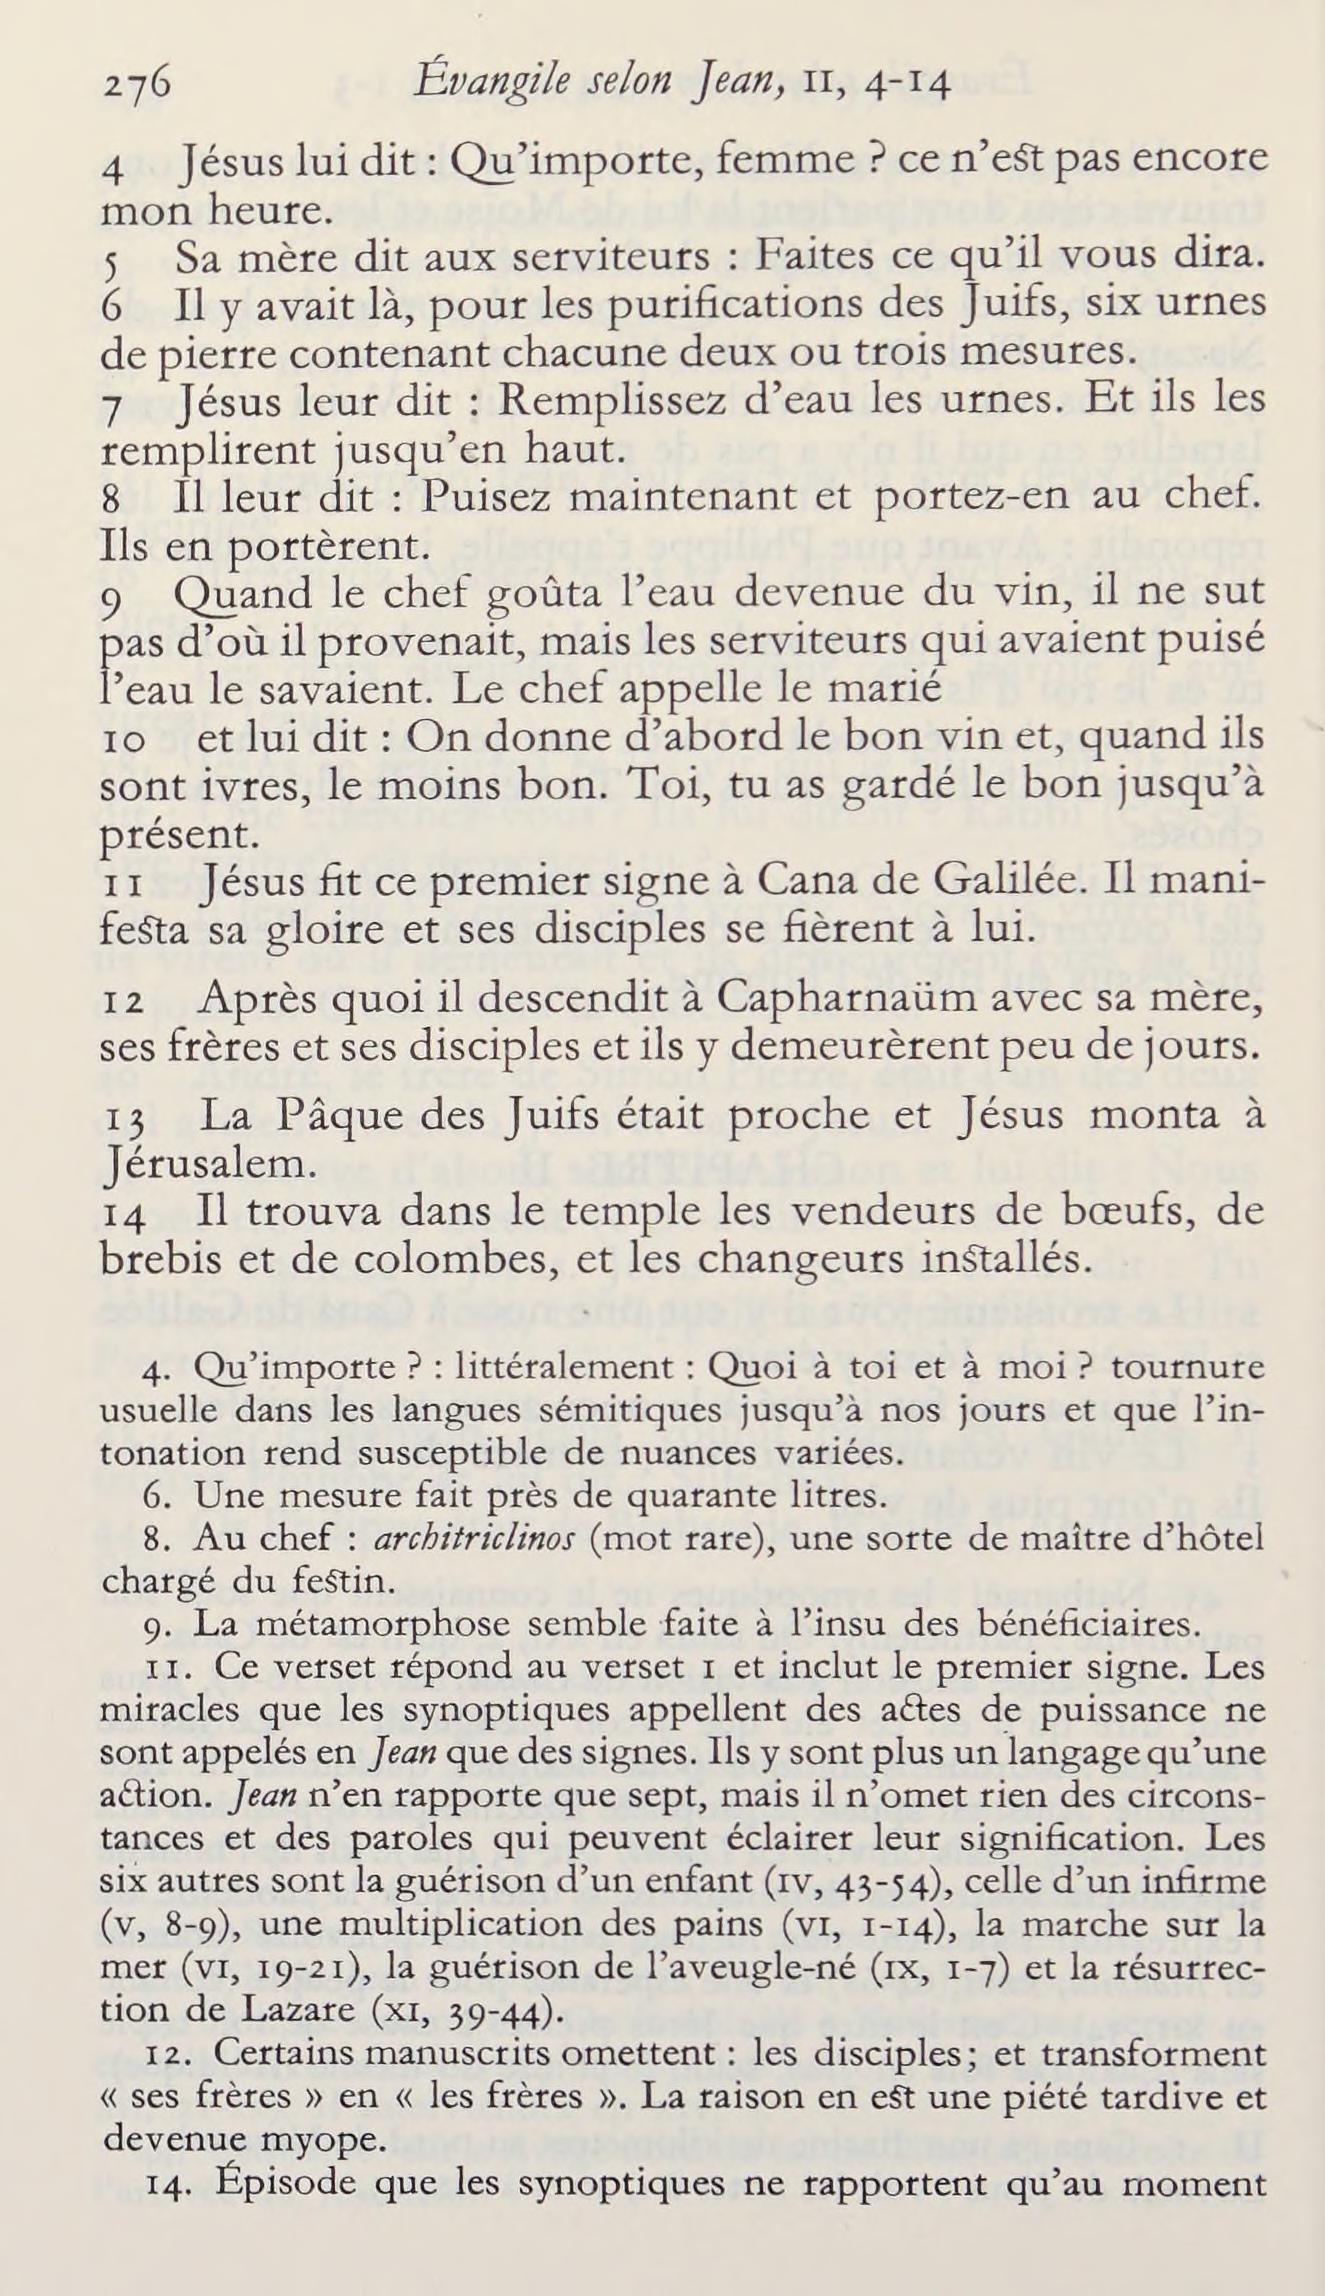 276 Évangile selon Jean, II, 4-14
4 Jésus lui dit : Qu’importe, femme ? ce n’est pas encore
mon heure.
5 Sa mère dit aux serviteurs : Faites ce qu’il vous dira.
6 Il y avait là, pour les purifications des Juifs, six urnes
de pierre contenant chacune deux ou trois mesures.
7 Jésus leur dit : Remplissez d’eau les urnes. Et ils les
remplirent jusqu’en haut.
8 Il leur dit : Puisez maintenant et portez-en au chef.
Ils en portèrent.
9 Quand le chef goûta l’eau devenue du vin, il ne sut
pas d’où il provenait, mais les serviteurs qui avaient puisé
l’eau le savaient. Le chef appelle le marié
10 et lui dit : On donne d’abord le bon vin et, quand ils
sont ivres, le moins bon. Toi, tu as gardé le bon jusqu’à
présent.
11 Jésus fit ce premier signe à Cana de Galilée. Il mani-
festa sa gloire et ses disciples se fièrent à lui.
12 Après quoi il descendit à Capharnaüm avec sa mère,
ses frères et ses disciples et ils y demeurèrent peu de jours.
13 La Pâque des Juifs était proche et Jésus monta à
Jérusalem.
14 Il trouva dans le temple les vendeurs de bœufs, de
brebis et de colombes, et les changeurs installés.
4. Qu’importe ? : littéralement : Quoi à toi et à moi ? tournure
usuelle dans les langues sémitiques jusqu’à nos jours et que l’in-
tonation rend susceptible de nuances variées.
6. Une mesure fait près de quarante litres.
8. Au chef : architriclinos (mot rare), une sorte de maître d’hôtel
chargé du festin.
9. La métamorphose semble faite à l’insu des bénéficiaires.
11. Ce verset répond au verset 1 et inclut le premier signe. Les
miracles que les synoptiques appellent des actes de puissance ne
sont appelés en Jean que des signes. Ils y sont plus un langage qu’une
action. Jean n’en rapporte que sept, mais il n’omet rien des circons-
tances et des paroles qui peuvent éclairer leur signification. Les
six autres sont la guérison d’un enfant (IV, 43-54), celle d’un infirme
(V, 8-9), une multiplication des pains (VI, 1-14), la marche sur la
mer (VI, 19-21), la guérison de l’aveugle-né (IX, 1-7) et la résurrec-
tion de Lazare (XI, 39-44).
12. Certains manuscrits omettent : les disciples; et transforment
« ses frères » en « les frères ». La raison en est une piété tardive et
devenue myope.
14. Épisode que les synoptiques ne rapportent qu’au moment